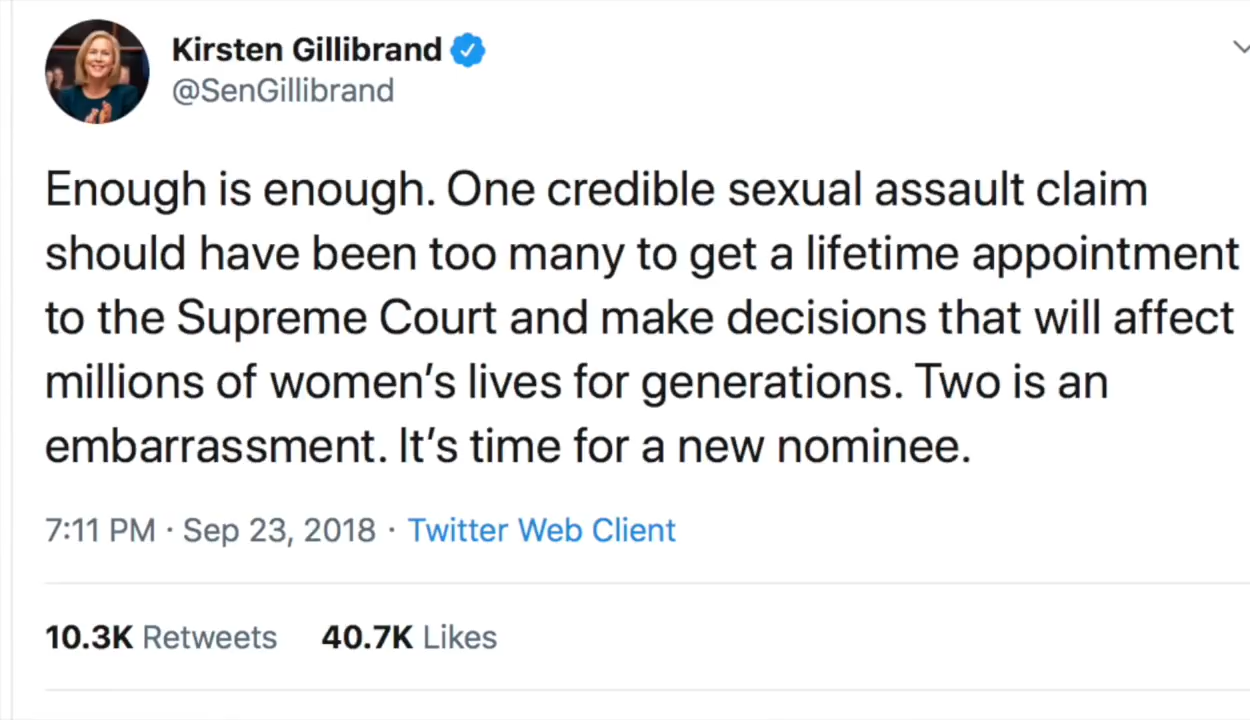 Kirsten Gillibrand
@SenGillibrand
Enough is enough. One credible sexual assault claim
should have been too many to get a lifetime appointment
to the Supreme Court and make decisions that will affect
millions of women’s lives for generations. Two is an
embarrassment. It’s time for a new nominee.
7:11 PM · Sep 23, 2018 · Twitter Web Client
10.3K Retweets 40.7K Likes